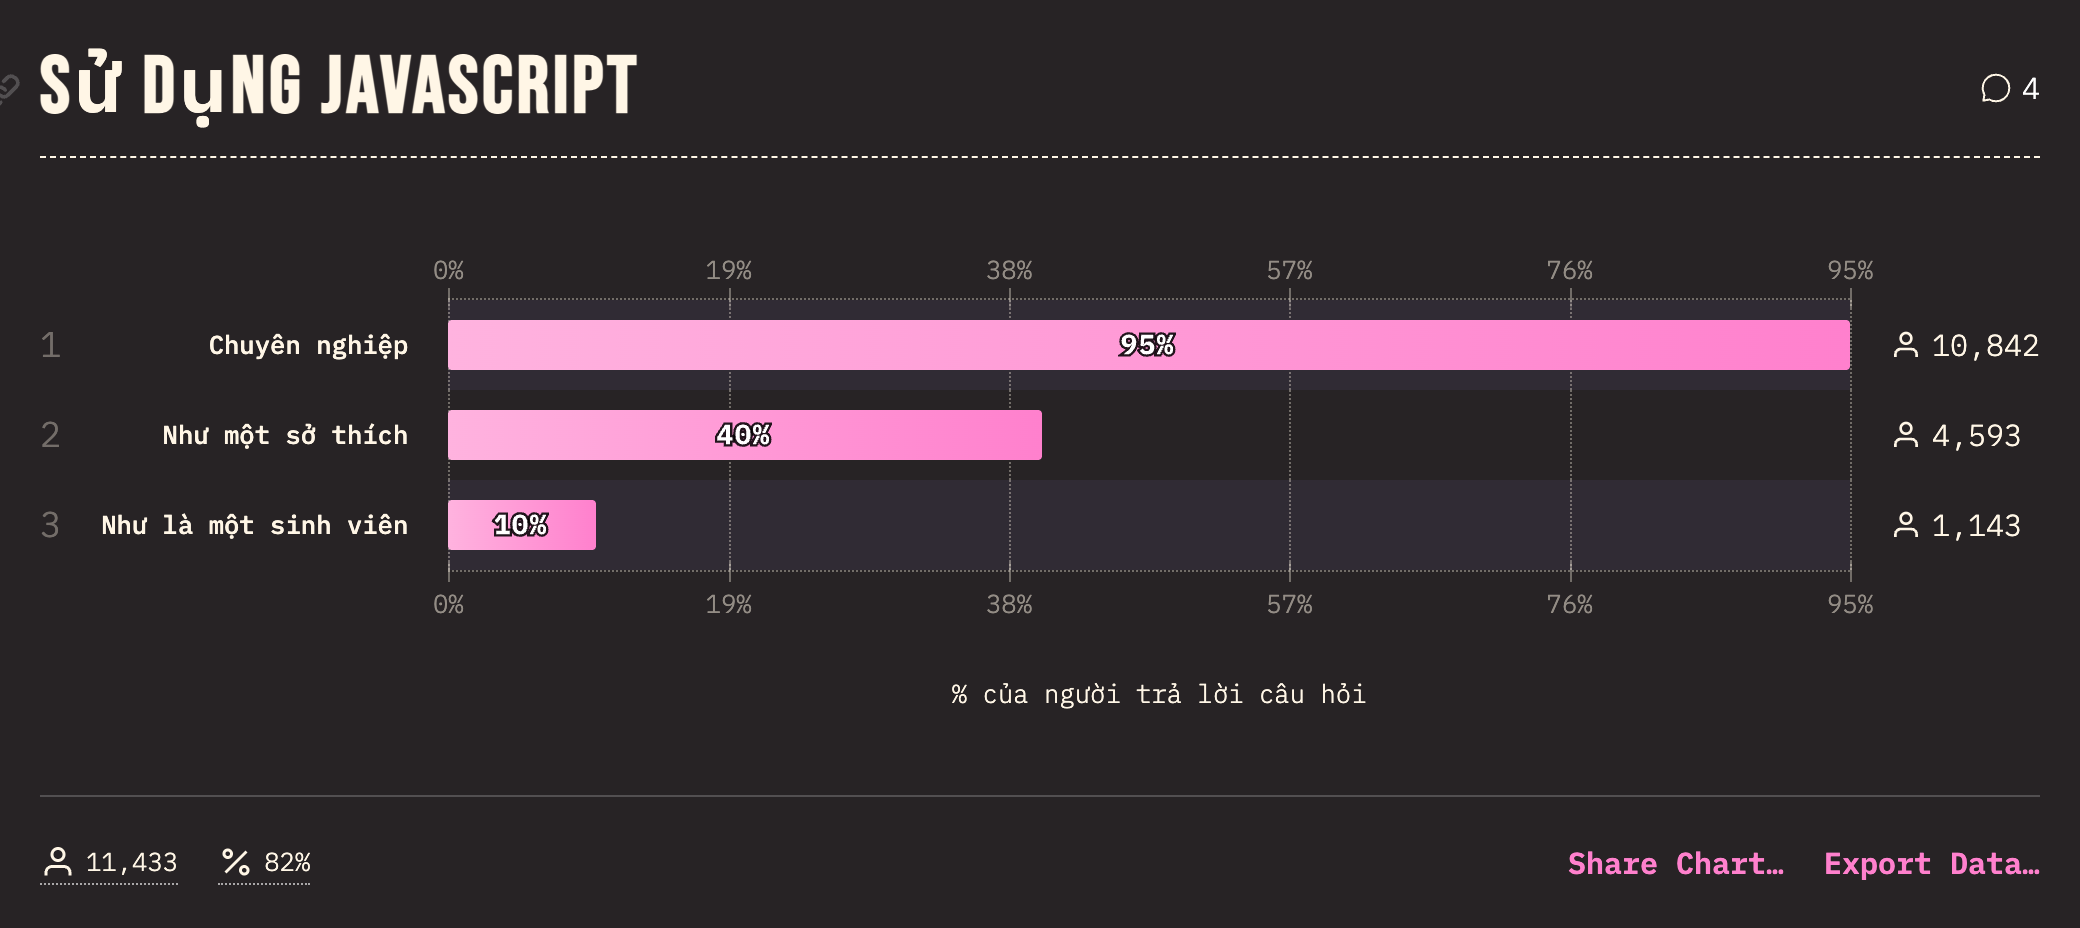 Sử DụNG JAVASCRIPT
4
0% 19% 38% 57% 76% 95%
1 Chuyên nghiệp 95% 10,842
2 Như một sở thích 40% 4,593
3 Như là một sinh viên 10% 1,143
0% 19% 38% 57% 76% 95%
% của người trả lời câu hỏi
11,433 82% Share Chart… Export Data…